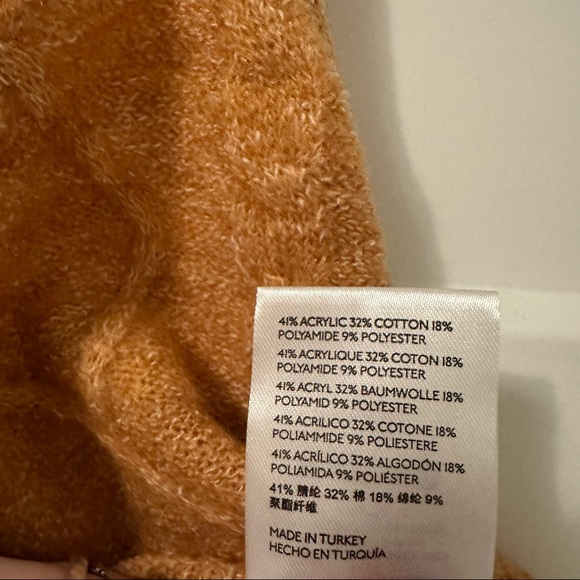 41% ACRYLIC 32% COTTON 18%
POLYAMIDE 9% POLYESTER
41% ACRYLIQUE 32% COTON 18%
POLYAMIDE 9% POLYESTER
41% ACRYL 32% BAUMWOLLE 18%
POLYAMID 9% POLYESTER
41% ACRILICO 32% COTONE 18%
POLIAMMIDE 9% POLIESTERE
41% ACRÍLICO 32% ALGODÓN 18%
POLIAMIDA 9% POLIÉSTER
41% 腈纶 32% 棉 18% 绵纶 9%
聚酯纤维
MADE IN TURKEY
HECHO EN TURQUÍA